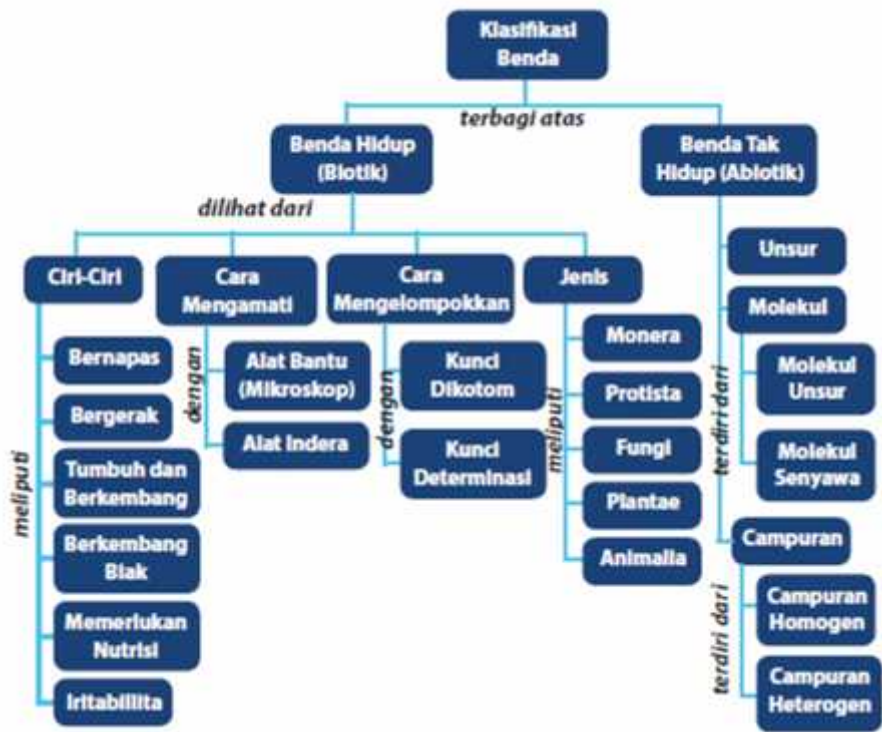 Klasifikasi
Benda
terbagi atas
Benda Hidup
(Biotik)
Benda Tak
Hidup (Abiotik)
dilihat dari
Ciri-Ciri
Cara
Mengamati
Cara
Mengelompokkan
Jenis
meliputi
Bernapas
Bergerak
Tumbuh dan
Berkembang
Berkembang
Biak
Memerlukan
Nutrisi
Iritabillita
dengan
Alat Bantu
(Mikroskop)
Alat Indera
dengan
Kunci
Dikotom
Kunci
Determinasi
meliputi
Monera
Protista
Fungi
Plantae
Animalia
terdiri dari
Unsur
Molekul
Molekul
Unsur
Molekul
Senyawa
Campuran
terdiri dari
Campuran
Homogen
Campuran
Heterogen